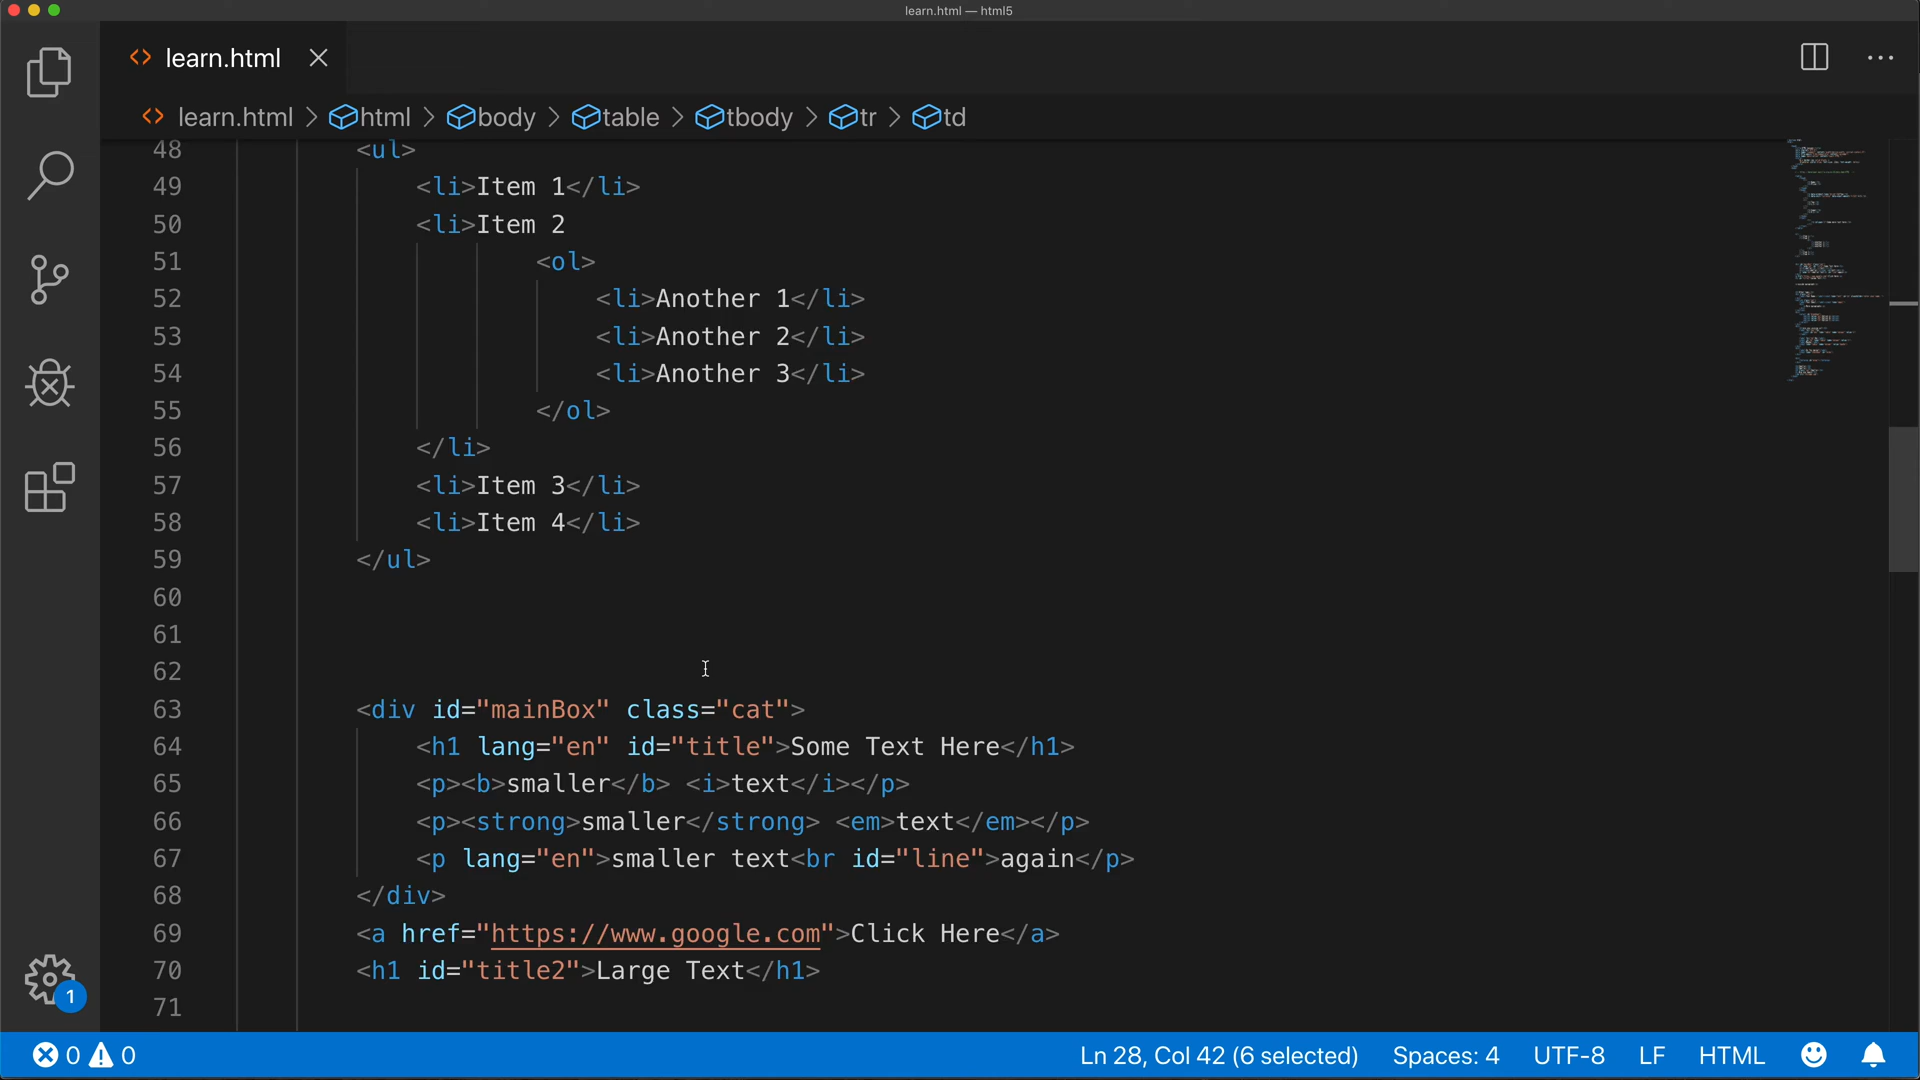 learn.html — html5
learn.html
learn.html > html > body > table > tbody > tr > td
48 <ul>
49 <li>Item 1</li>
50 <li>Item 2
51 <ol>
52 <li>Another 1</li>
53 <li>Another 2</li>
54 <li>Another 3</li>
55 </ol>
56 </li>
57 <li>Item 3</li>
58 <li>Item 4</li>
59 </ul>
60
61
62
63 <div id="mainBox" class="cat">
64 <h1 lang="en" id="title">Some Text Here</h1>
65 <p><b>smaller</b> <i>text</i></p>
66 <p><strong>smaller</strong> <em>text</em></p>
67 <p lang="en">smaller text<br id="line">again</p>
68 </div>
69 <a href="https://www.google.com">Click Here</a>
70 <h1 id="title2">Large Text</h1>
71
1
0 0 Ln 28, Col 42 (6 selected) Spaces: 4 UTF-8 LF HTML